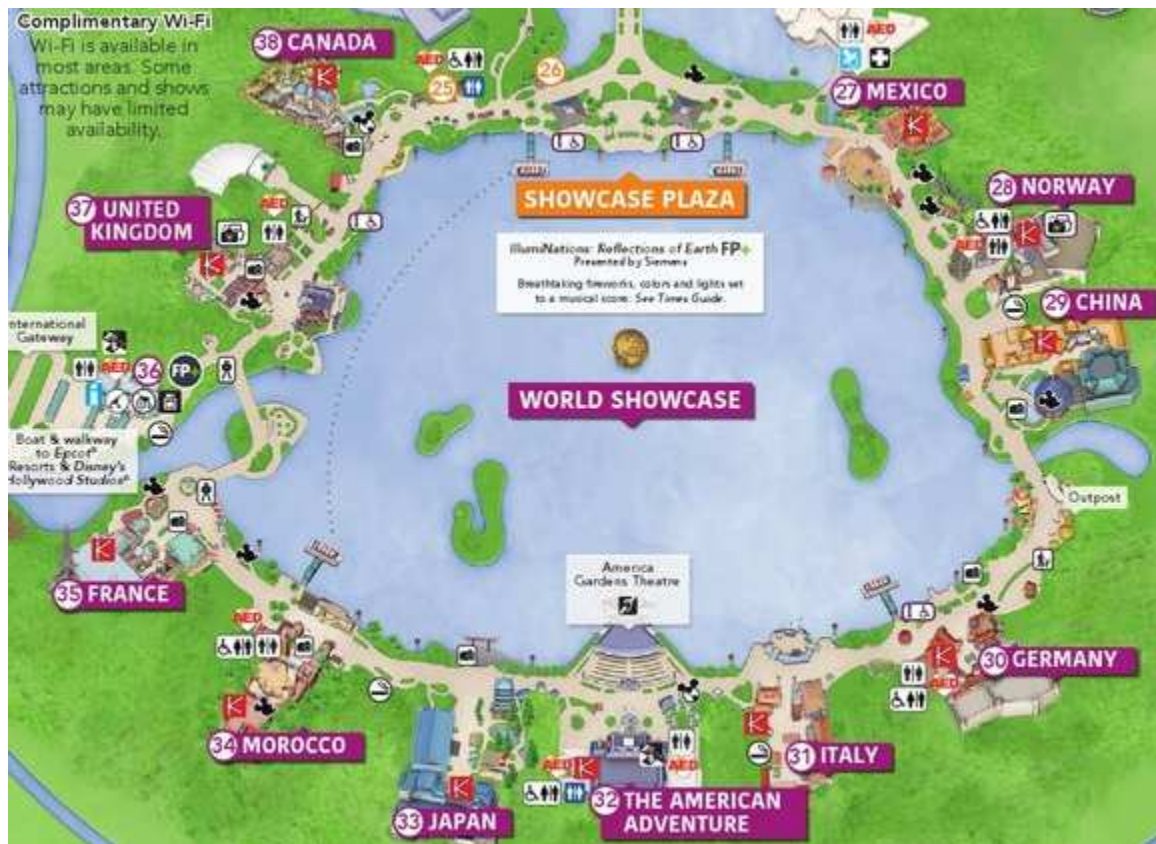 Complimentary Wi-Fi
Wi-Fi is available in
most areas. Some
attractions and shows
may have limited
availability.
38 CANADA
AED
25
26
AED
27 MEXICO
SHOWCASE PLAZA
28 NORWAY
AED
37 UNITED
KINGDOM
AED
IllumiNations: Reflections of Earth FP+
Presented by Siemens
Breathtaking fireworks, colors and lights set
to a musical score. See Times Guide.
29 CHINA
nternational
Gateway
AED
36
FP
WORLD SHOWCASE
Boat & walkway
to Epcot®
Resorts & Disney's
Hollywood Studios®
Outpost
35 FRANCE
America
Gardens Theatre
AED
30 GERMANY
AED
34 MOROCCO
31 ITALY
AED
AED
32 THE AMERICAN
ADVENTURE
33 JAPAN
K
K
K
K
K
K
K
K
K
K
K